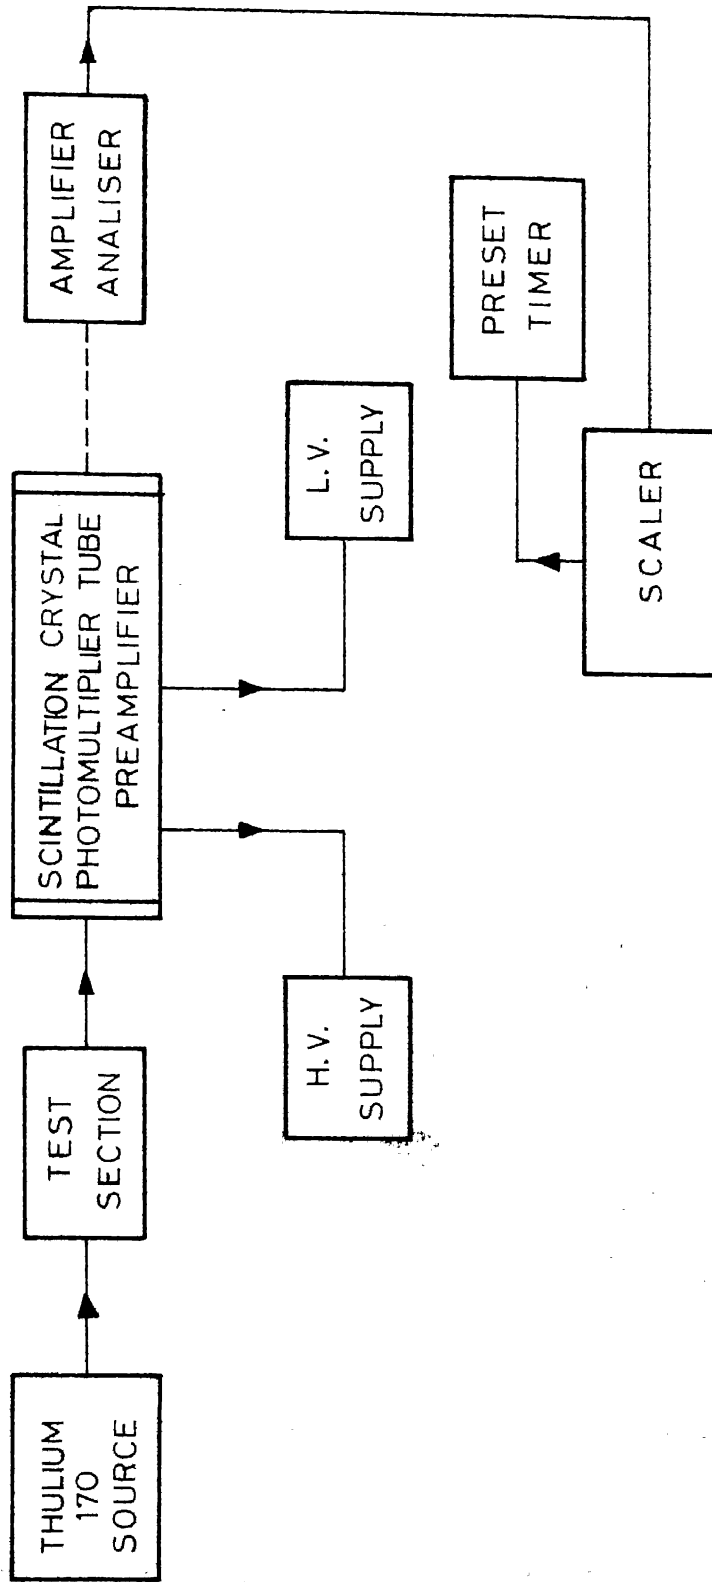 THULIUM
170
SOURCE
TEST
SECTION
SCINTILLATION CRYSTAL
PHOTOMULTIPLIER TUBE
PREAMPLIFIER
AMPLIFIER
ANALISER
H.V.
SUPPLY
L.V.
SUPPLY
PRESET
TIMER
SCALER